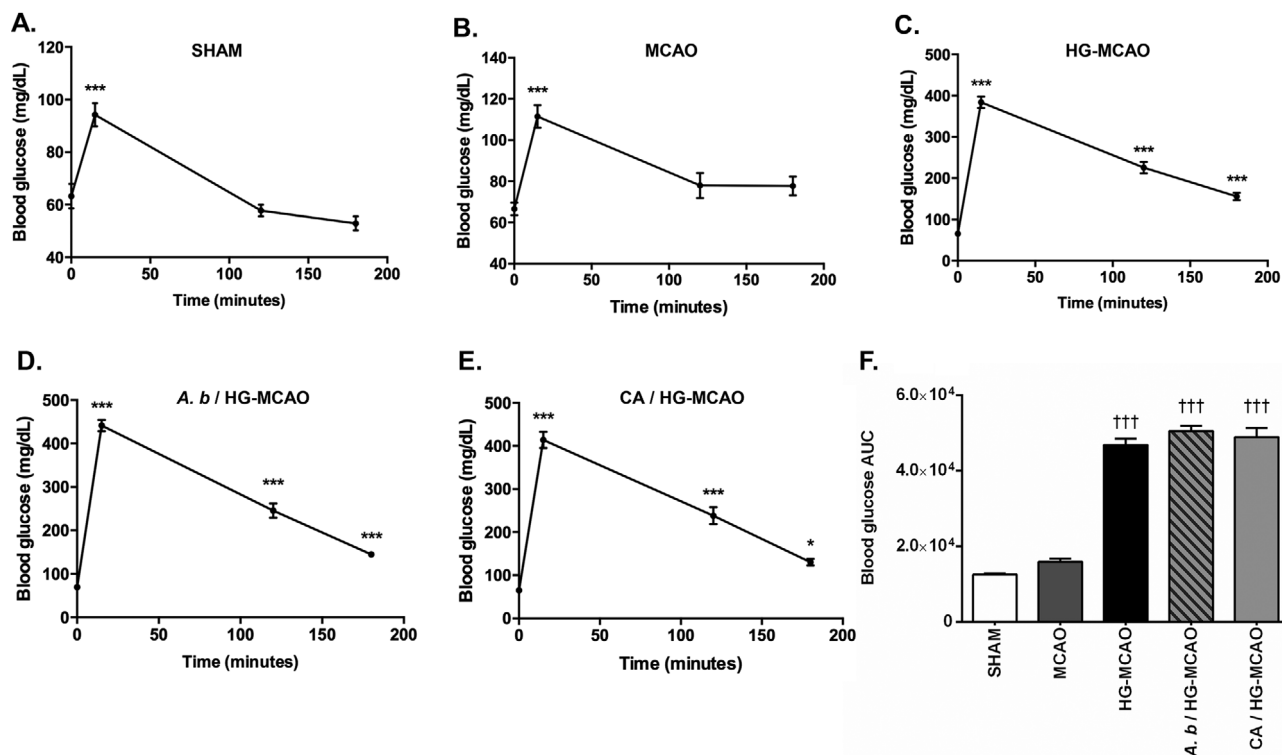 A.
SHAM
***
Blood glucose (mg/dL)
120
100
80
60
40
0
50
100
150
200
Time (minutes)
B.
MCAO
***
Blood glucose (mg/dL)
140
120
100
80
60
40
0
50
100
150
200
Time (minutes)
C.
HG-MCAO
***
***
***
Blood glucose (mg/dL)
500
400
300
200
100
0
0
50
100
150
200
Time (minutes)
D.
A. b / HG-MCAO
***
***
***
Blood glucose (mg/dL)
500
400
300
200
100
0
0
50
100
150
200
Time (minutes)
E.
CA / HG-MCAO
***
***
*
Blood glucose (mg/dL)
500
400
300
200
100
0
0
50
100
150
200
Time (minutes)
F.
†††
†††
†††
Blood glucose AUC
6.0×10⁴
4.0×10⁴
2.0×10⁴
0
SHAM
MCAO
HG-MCAO
A. b / HG-MCAO
CA / HG-MCAO